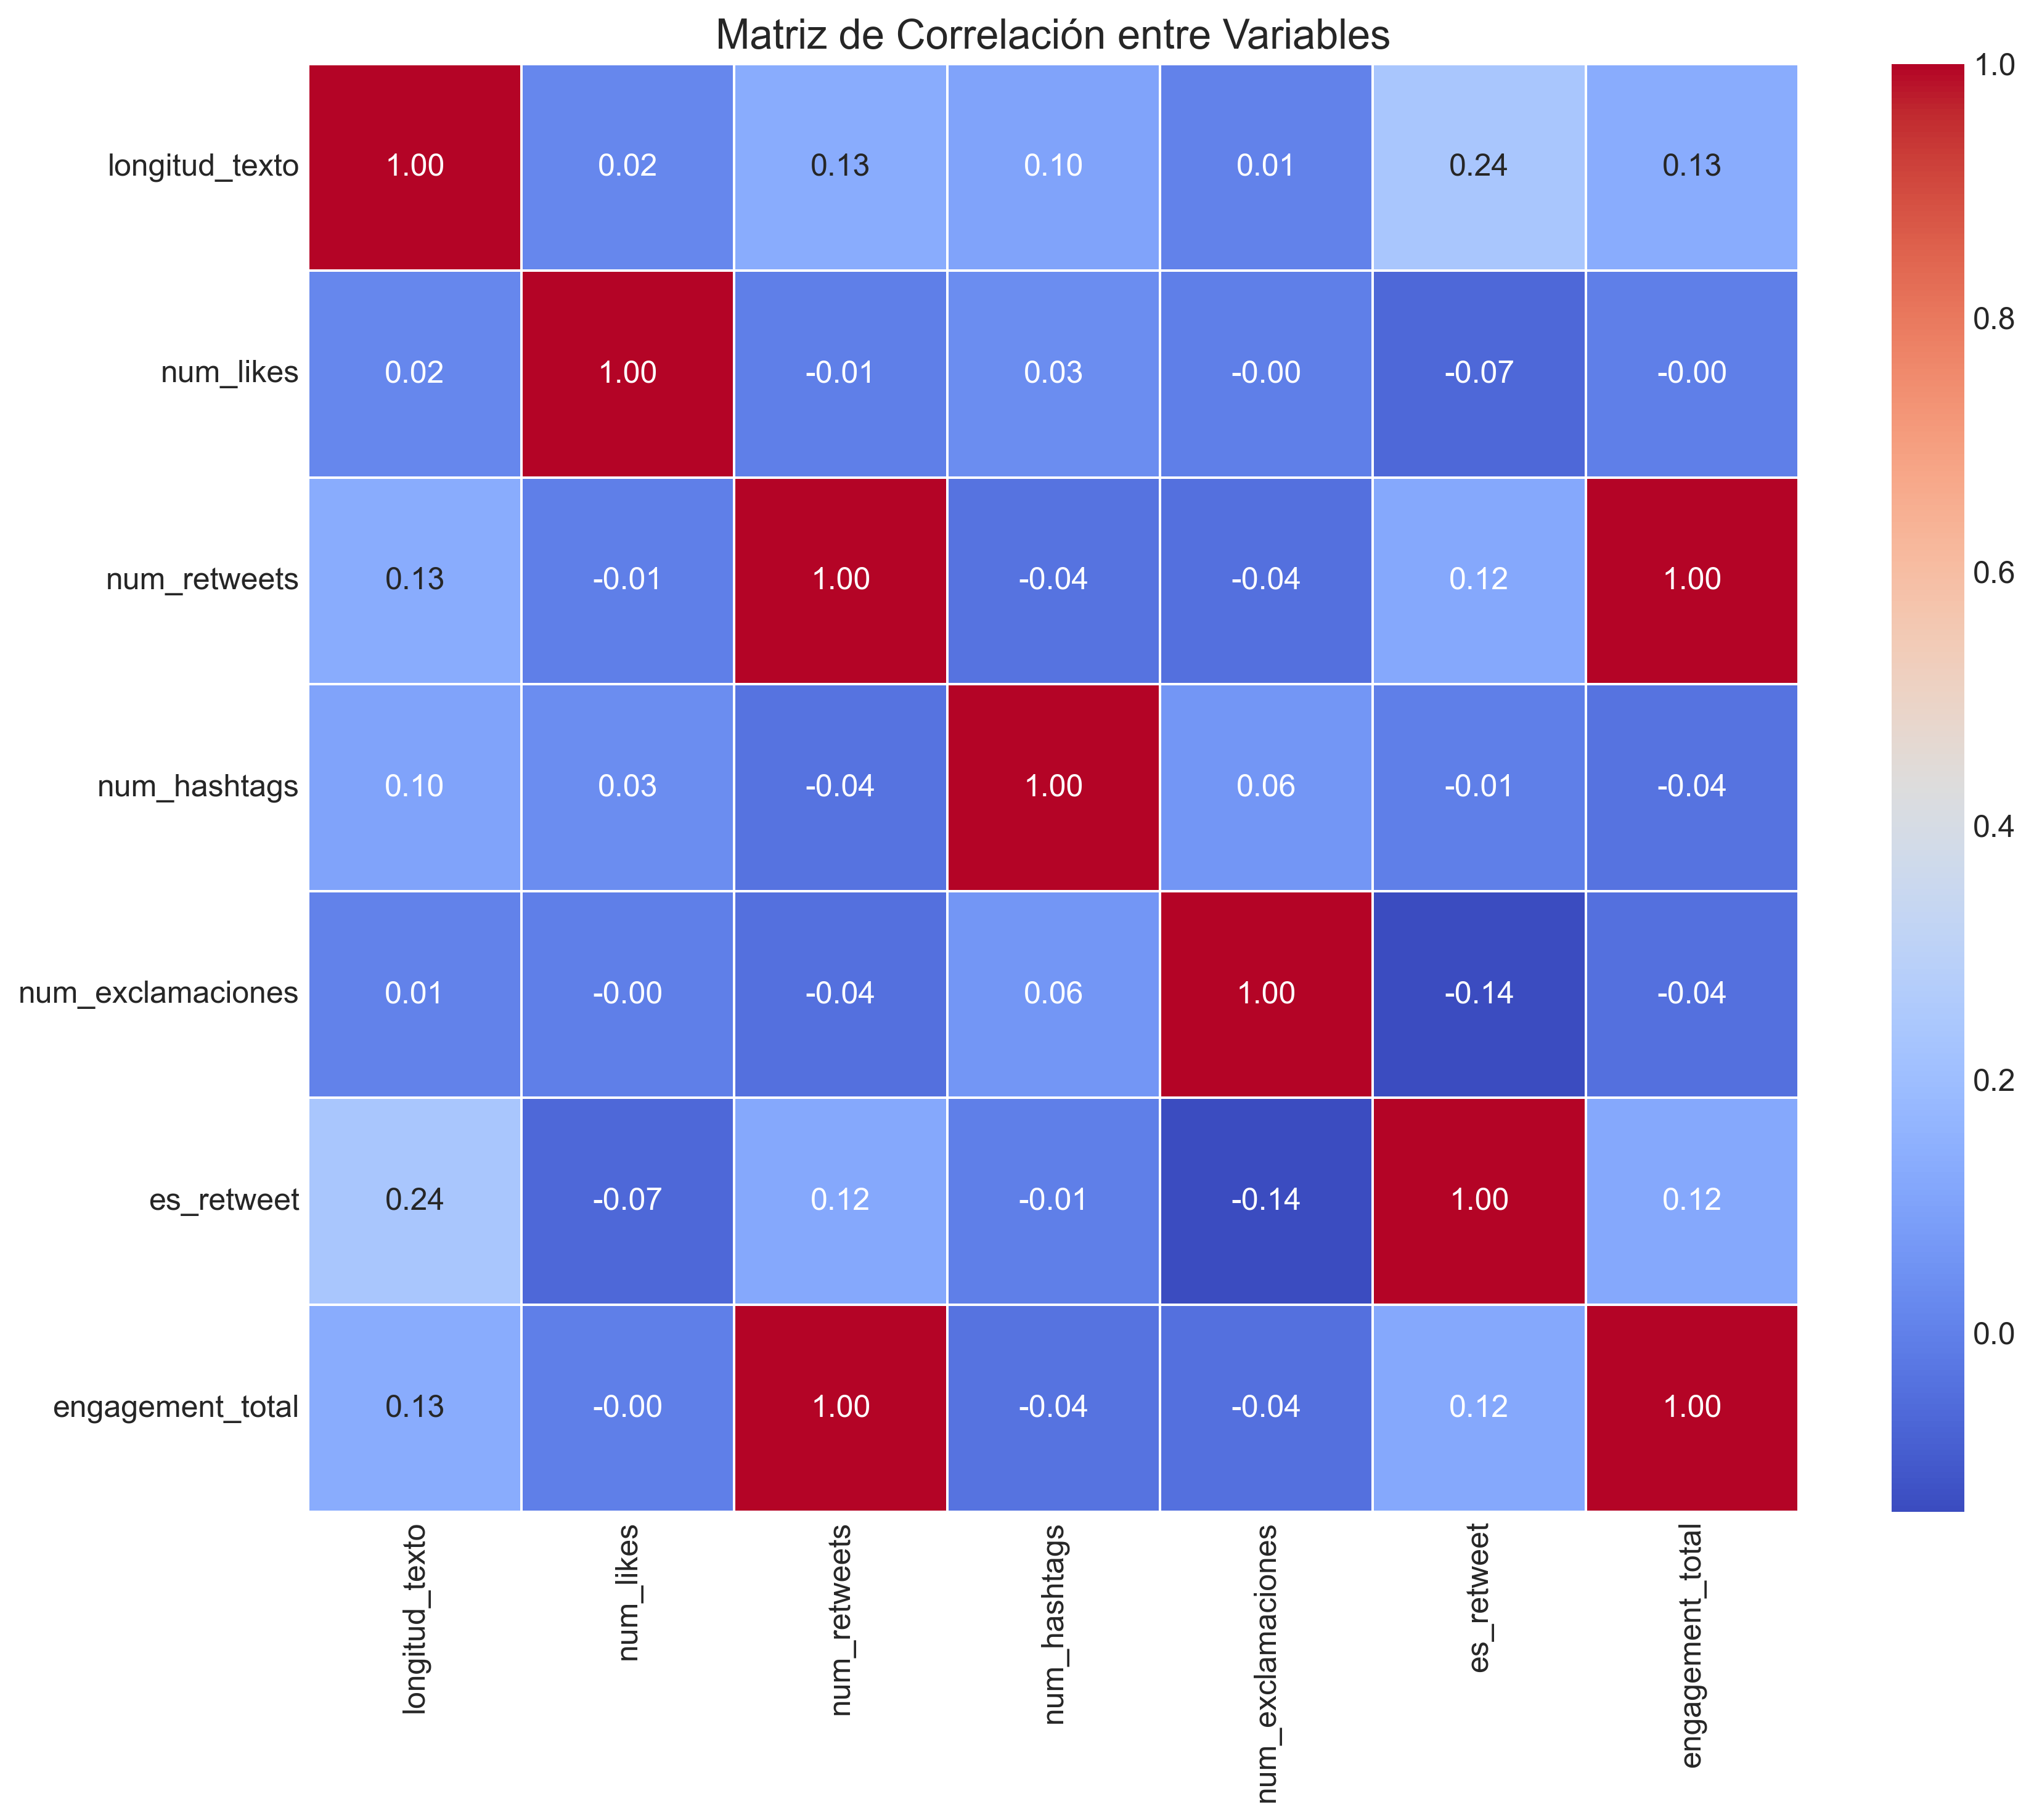 Matriz de Correlación entre Variables
longitud_texto 1.00 0.02 0.13 0.10 0.01 0.24 0.13
num_likes 0.02 1.00 -0.01 0.03 -0.00 -0.07 -0.00
num_retweets 0.13 -0.01 1.00 -0.04 -0.04 0.12 1.00
num_hashtags 0.10 0.03 -0.04 1.00 0.06 -0.01 -0.04
num_exclamaciones 0.01 -0.00 -0.04 0.06 1.00 -0.14 -0.04
es_retweet 0.24 -0.07 0.12 -0.01 -0.14 1.00 0.12
engagement_total 0.13 -0.00 1.00 -0.04 -0.04 0.12 1.00
longitud_texto
num_likes
num_retweets
num_hashtags
num_exclamaciones
es_retweet
engagement_total
1.0
0.8
0.6
0.4
0.2
0.0